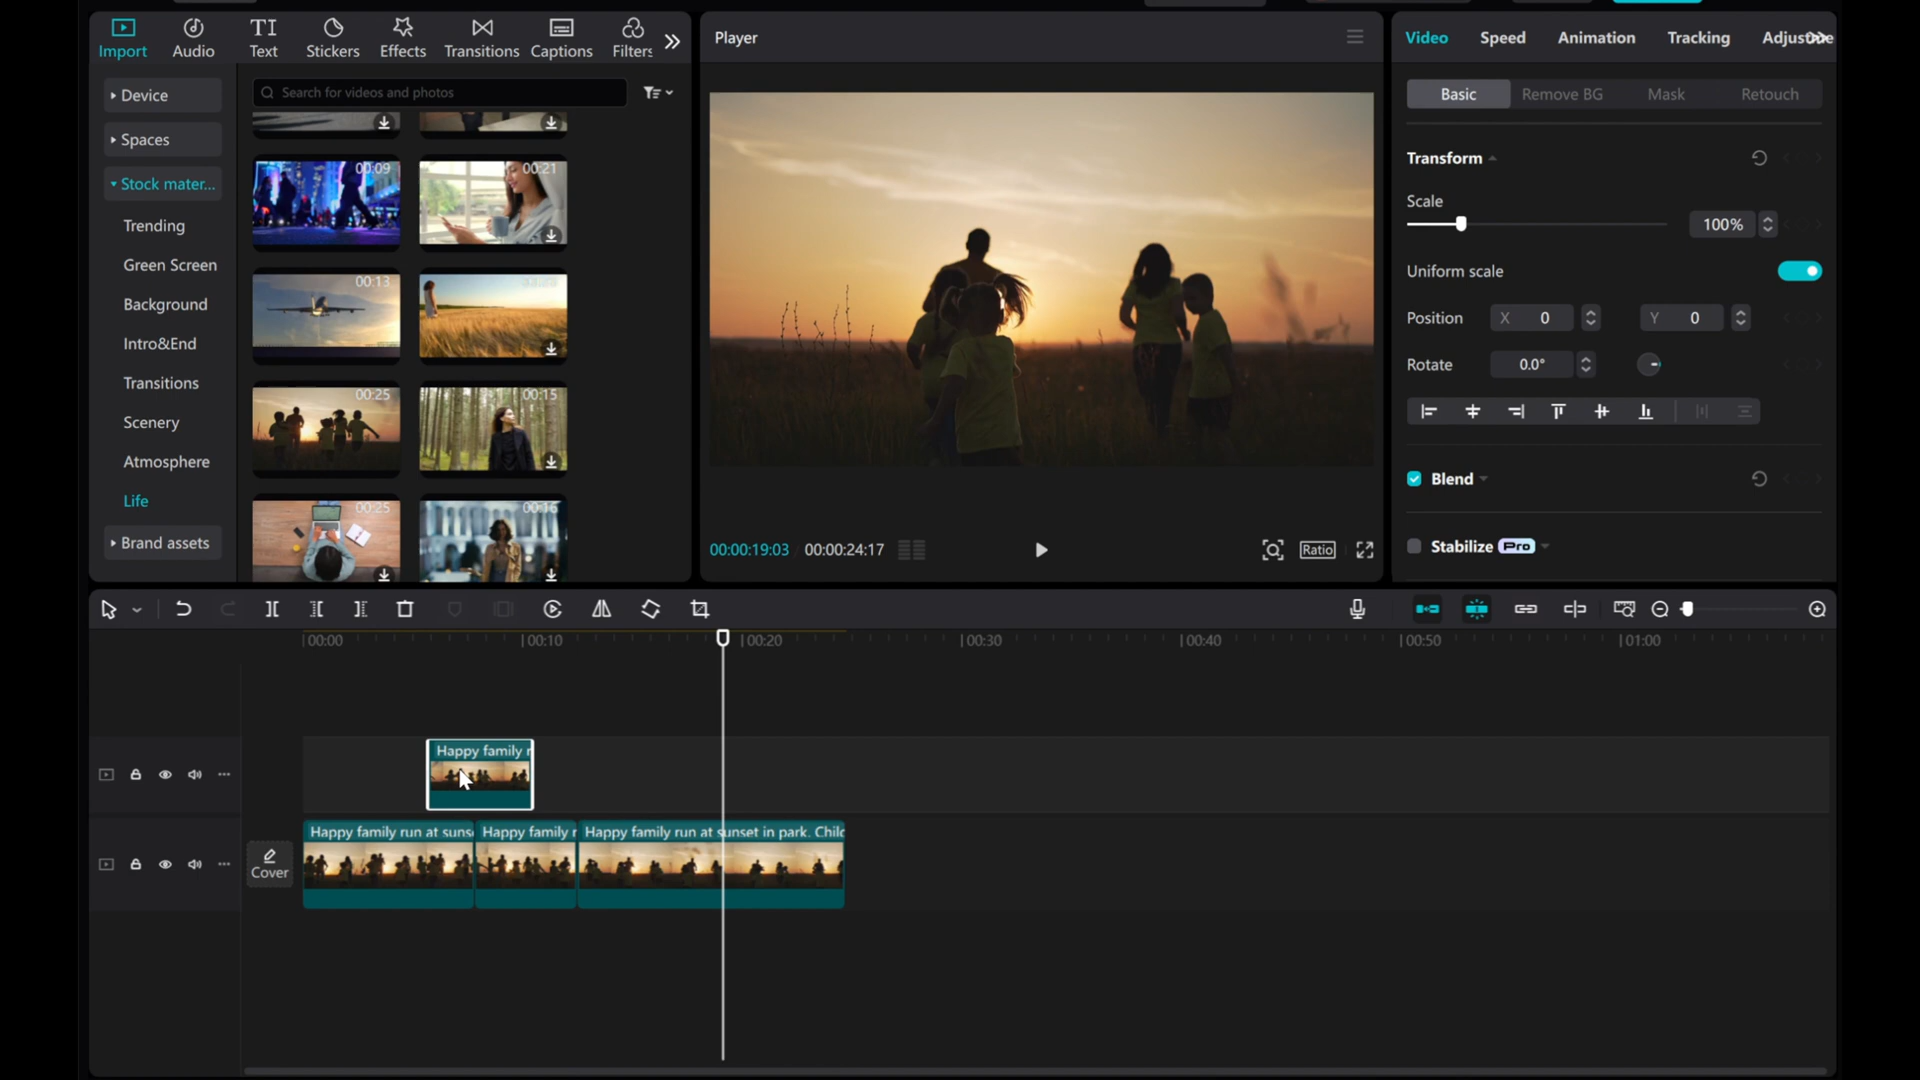 Import
Audio
Text
Stickers
Effects
Transitions
Captions
Filters
Device
Spaces
Stock mater...
Trending
Green Screen
Background
Intro&End
Transitions
Scenery
Atmosphere
Life
Brand assets
Search for videos and photos
00:09
00:21
00:13
00:25
00:15
00:25
00:16
Player
00:00:19:03 00:00:24:17
Ratio
Video
Speed
Animation
Tracking
Basic
Remove BG
Mask
Retouch
Transform
Scale
100%
Uniform scale
Position
X 0
Y 0
Rotate
0.0°
Blend
Stabilize Pro
00:00
00:10
00:20
00:30
00:40
00:50
01:00
Happy family r
Cover
Happy family run at sunse
Happy family r
Happy family run at sunset in park. Chilc